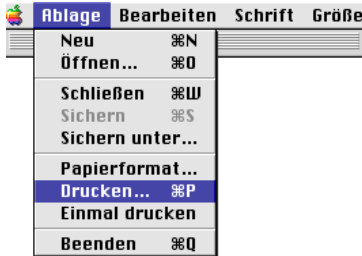 Ablage Bearbeiten Schrift Größe
Neu ⌘N
Öffnen... ⌘O
Schließen ⌘W
Sichern ⌘S
Sichern unter...
Papierformat...
Drucken... ⌘P
Einmal drucken
Beenden ⌘Q